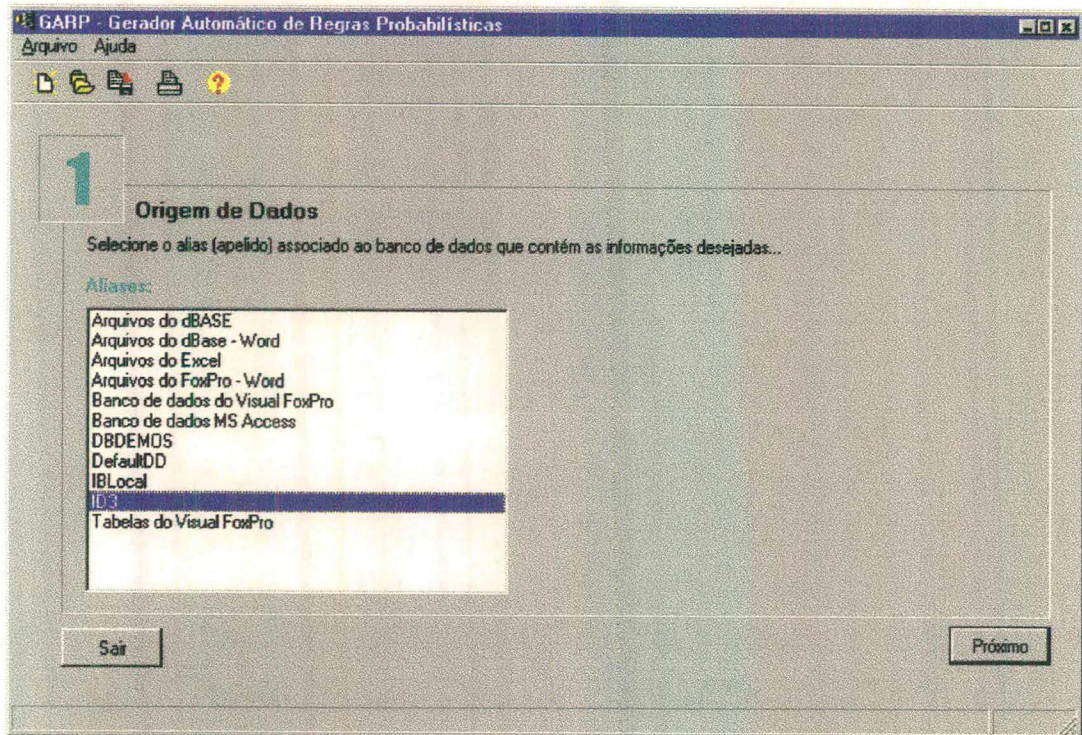 GARP - Gerador Automático de Regras Probabilísticas
Arquivo Ajuda
1
Origem de Dados
Selecione o alias (apelido) associado ao banco de dados que contém as informações desejadas...
Aliases:
Arquivos do dBASE
Arquivos do dBase - Word
Arquivos do Excel
Arquivos do FoxPro - Word
Banco de dados do Visual FoxPro
Banco de dados MS Access
DBDEMOS
DefaultDD
IBLocal
ID3
Tabelas do Visual FoxPro
Sair
Próximo